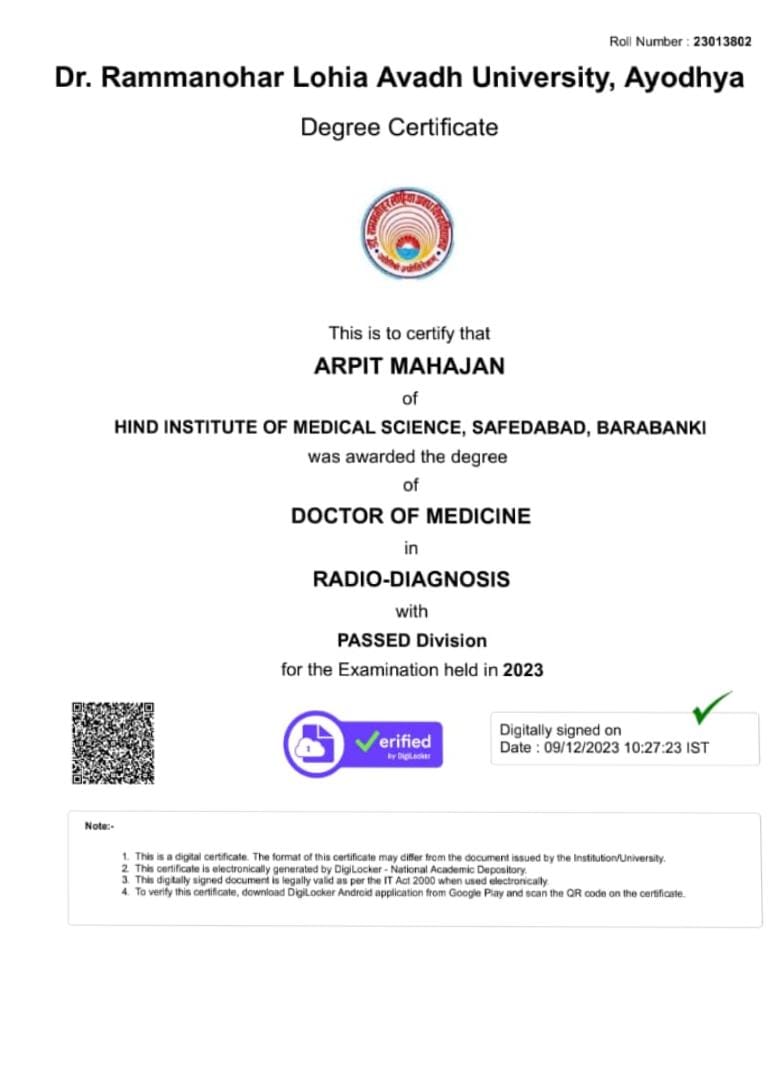 Roll Number : 23013802
Dr. Rammanohar Lohia Avadh University, Ayodhya
Degree Certificate
This is to certify that
ARPIT MAHAJAN
of
HIND INSTITUTE OF MEDICAL SCIENCE, SAFEDABAD, BARABANKI
was awarded the degree
of
DOCTOR OF MEDICINE
in
RADIO-DIAGNOSIS
with
PASSED Division
for the Examination held in 2023
erified
by DigiLocker
Digitally signed on
Date : 09/12/2023 10:27:23 IST
Note:-
1. This is a digital certificate. The format of this certificate may differ from the document issued by the Institution/University.
2. This certificate is electronically generated by DigiLocker - National Academic Depository.
3. This digitally signed document is legally valid as per the IT Act 2000 when used electronically.
4. To verify this certificate, download DigiLocker Android application from Google Play and scan the QR code on the certificate.